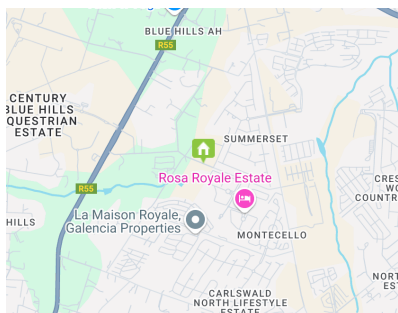 BLUE HILLS AH
R55
CENTURY
BLUE HILLS
EQUESTRIAN
ESTATE
SUMMERSET
Rosa Royale Estate
R55
La Maison Royale,
Galencia Properties
HILLS
MONTECELLO
COUNTR
CARLSWALD
NORTH LIFESTYLE
ESTATE